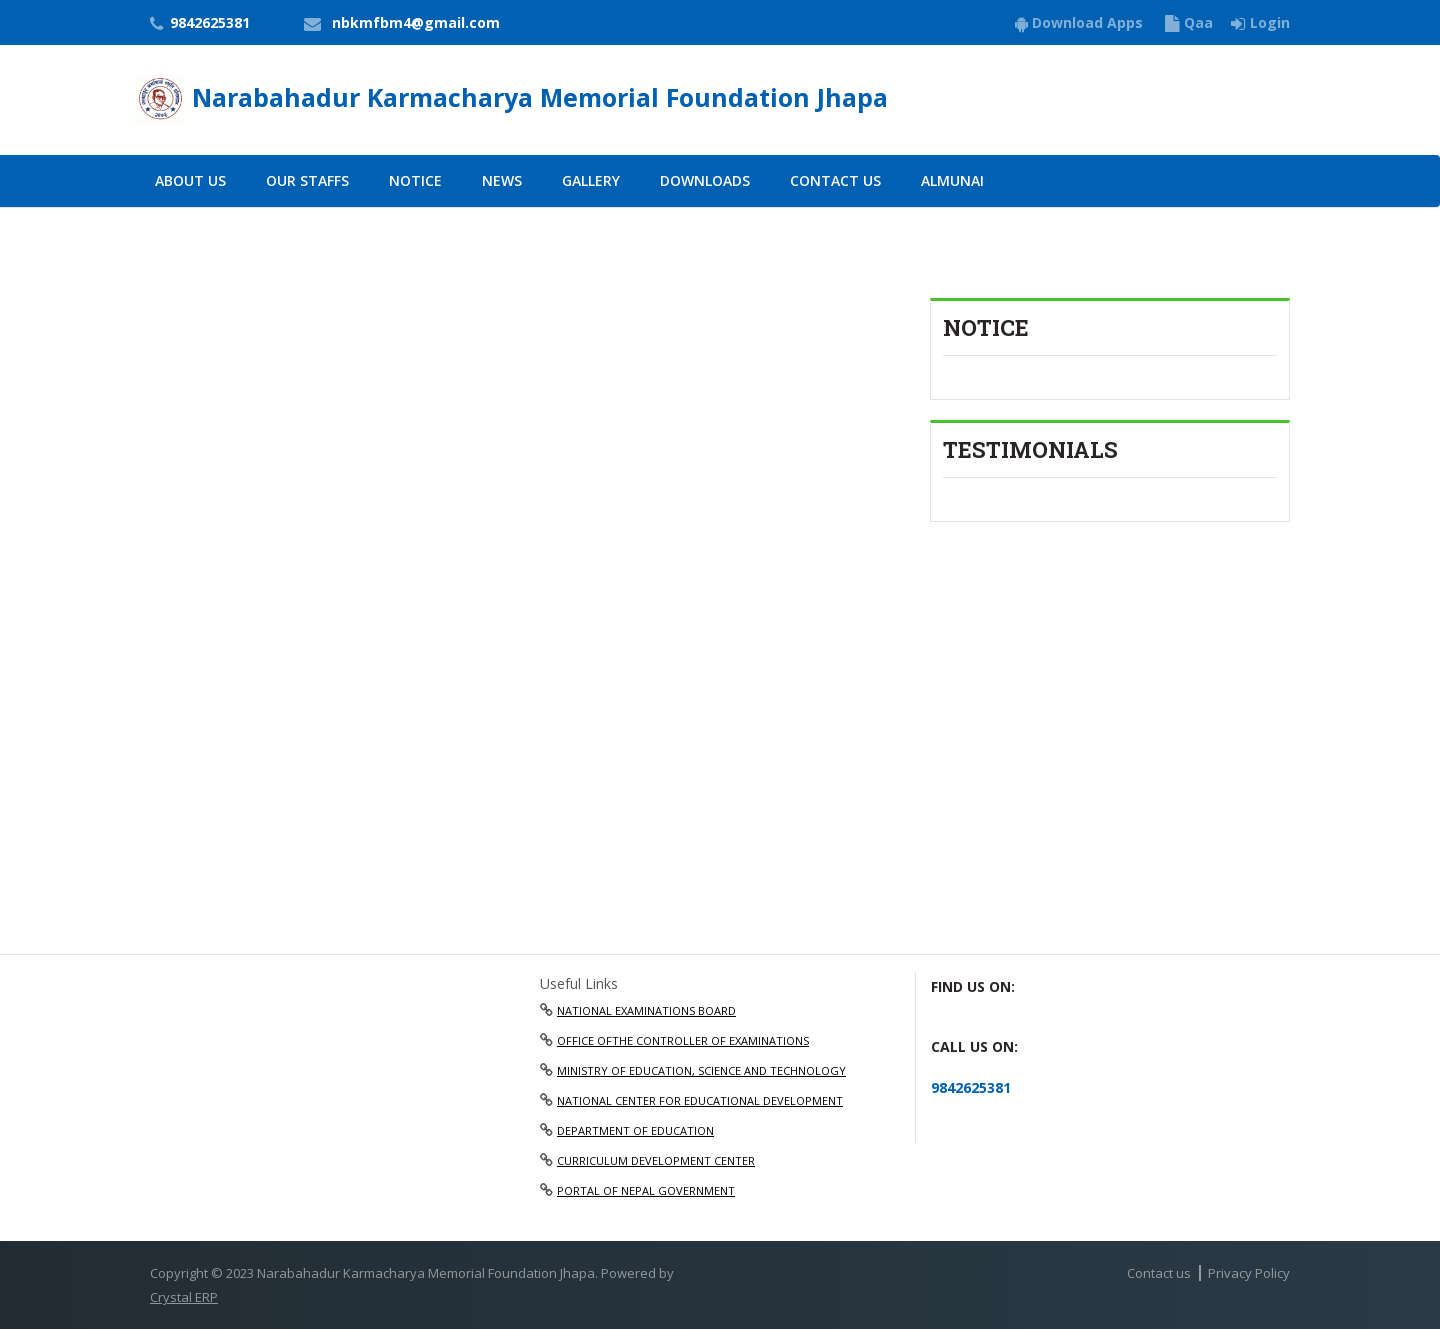 9842625381
nbkmfbm4@gmail.com
Download Apps
Qaa
Login
Narabahadur Karmacharya Memorial Foundation Jhapa
ABOUT US
OUR STAFFS
NOTICE
NEWS
GALLERY
DOWNLOADS
CONTACT US
ALMUNAI
NOTICE
TESTIMONIALS
Useful Links
NATIONAL EXAMINATIONS BOARD
OFFICE OFTHE CONTROLLER OF EXAMINATIONS
MINISTRY OF EDUCATION, SCIENCE AND TECHNOLOGY
NATIONAL CENTER FOR EDUCATIONAL DEVELOPMENT
DEPARTMENT OF EDUCATION
CURRICULUM DEVELOPMENT CENTER
PORTAL OF NEPAL GOVERNMENT
FIND US ON:
CALL US ON:
9842625381
Copyright © 2023 Narabahadur Karmacharya Memorial Foundation Jhapa. Powered by
Crystal ERP
Contact us
Privacy Policy